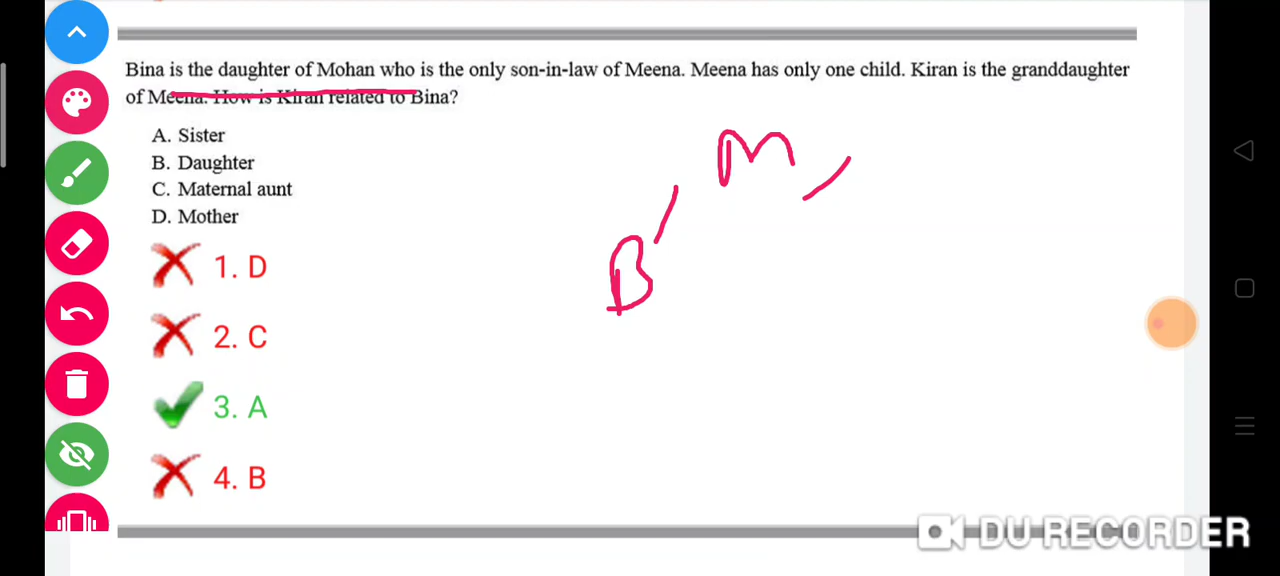 Bina is the daughter of Mohan who is the only son-in-law of Meena. Meena has only one child. Kiran is the granddaughter
of Meena. How is Kiran related to Bina?
A. Sister
B. Daughter
C. Maternal aunt
D. Mother
1. D
2. C
3. A
4. B
M
B
DU RECORDER